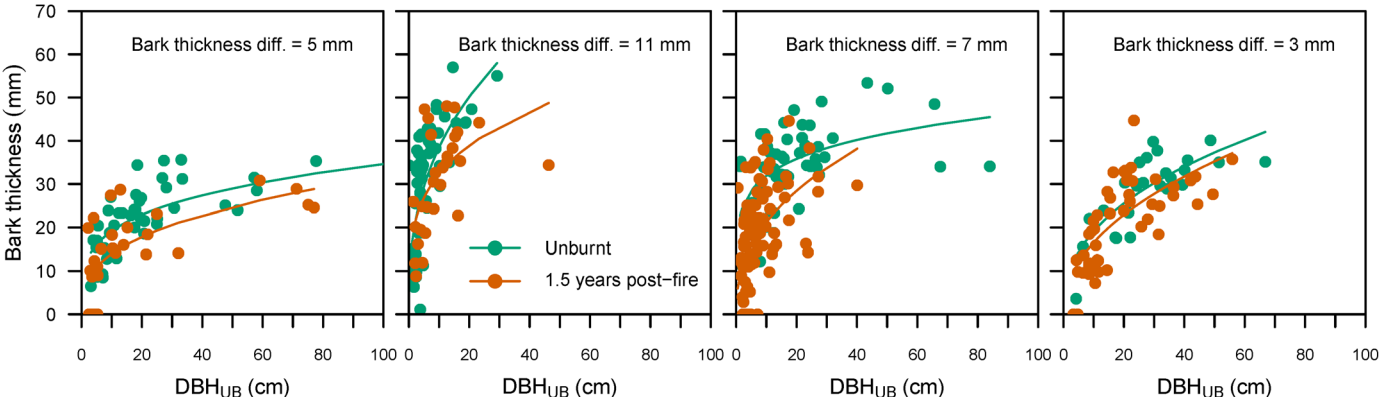 Bark thickness (mm)
70
60
50
40
30
20
10
0
Bark thickness diff. = 5 mm
Bark thickness diff. = 11 mm
Bark thickness diff. = 7 mm
Bark thickness diff. = 3 mm
Unburnt
1.5 years post−fire
0 20 40 60 80 100
0 20 40 60 80 100
0 20 40 60 80 100
0 20 40 60 80 100
DBHUB (cm)
DBHUB (cm)
DBHUB (cm)
DBHUB (cm)